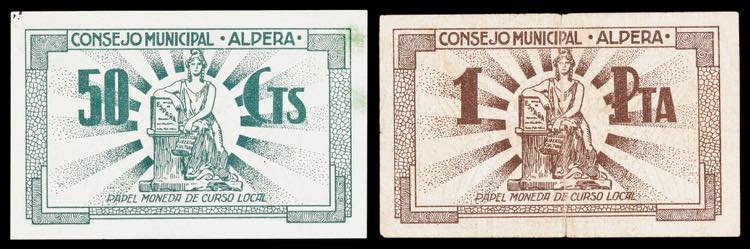 CONSEJO MUNICIPAL · ALPERA ·
50 CTS
PAPEL MONEDA DE CURSO LOCAL
CONSEJO MUNICIPAL · ALPERA ·
1 PTA
PAPEL MONEDA DE CURSO LOCAL